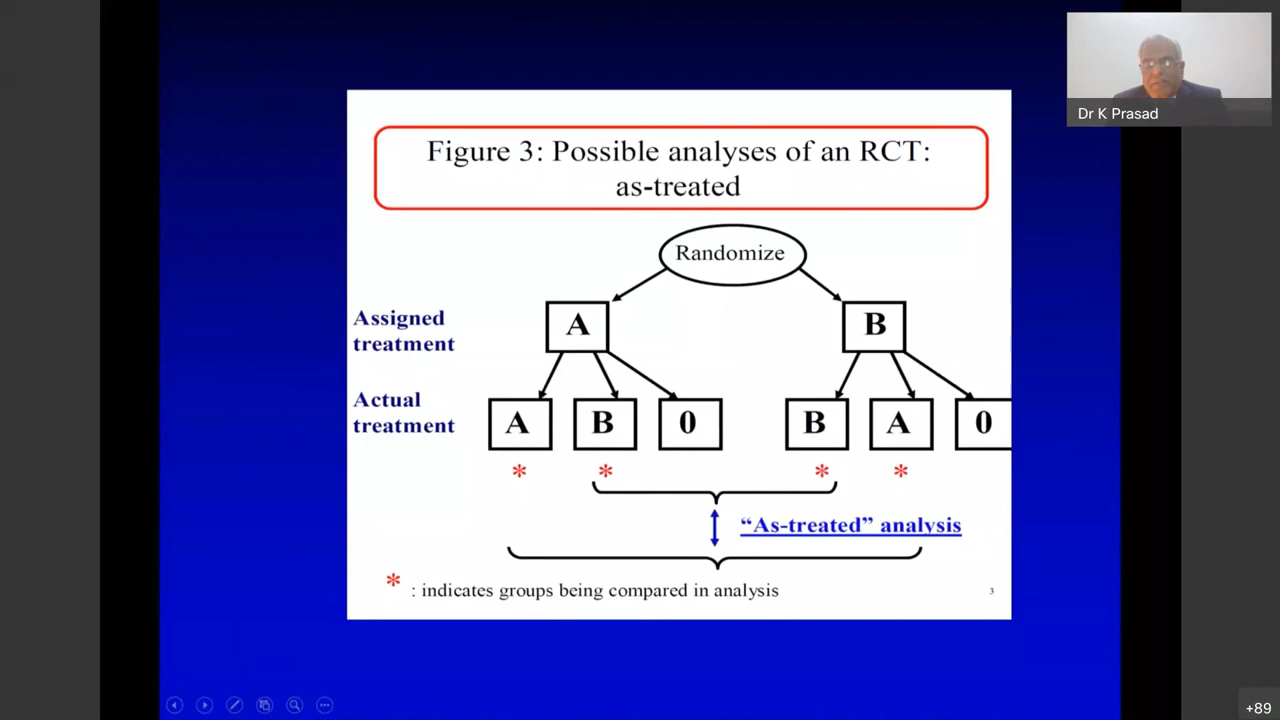 Dr K Prasad
Figure 3: Possible analyses of an RCT:
as-treated
Randomize
Assigned
treatment
A
B
Actual
treatment
A
B
0
B
A
0
*
*
*
*
“As-treated” analysis
* : indicates groups being compared in analysis
3
+89